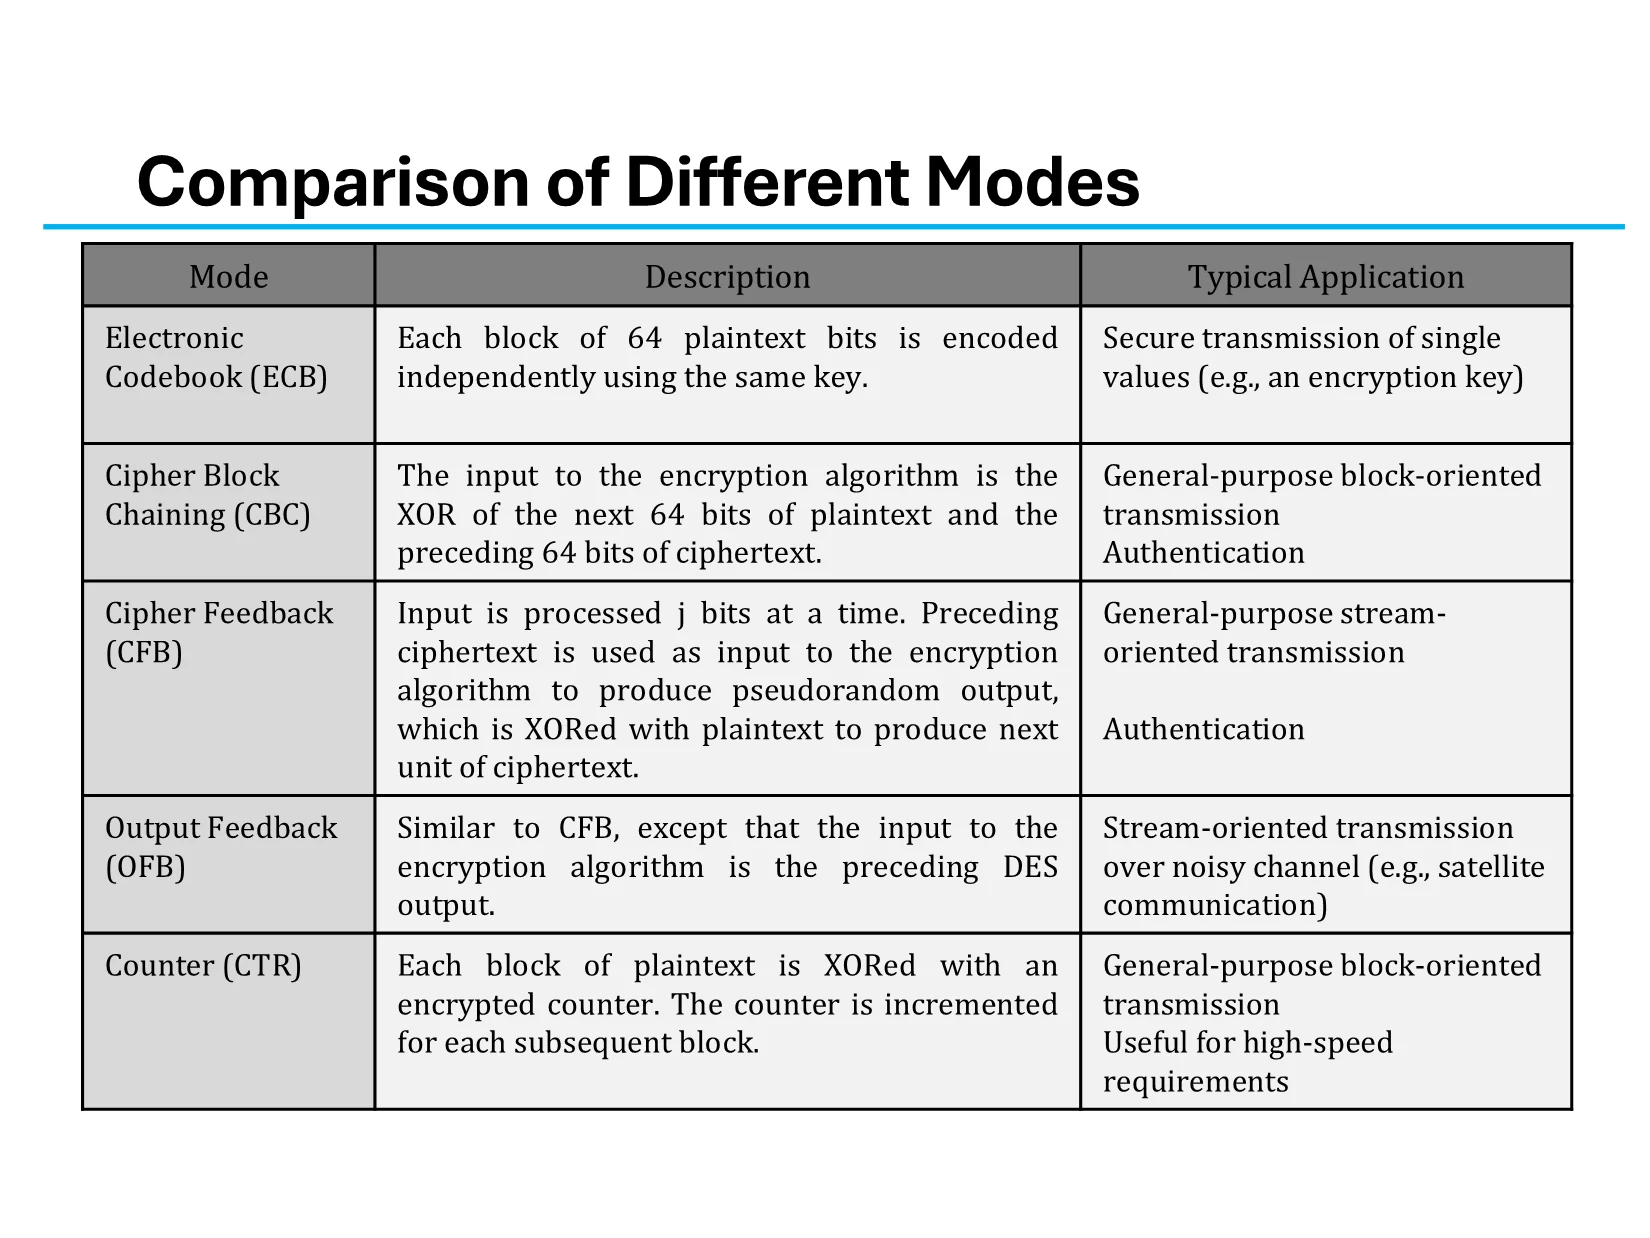 Comparison of Different Modes
Mode
Description
Typical Application
Electronic
Codebook (ECB)
Each block of 64 plaintext bits is encoded
independently using the same key.
Secure transmission of single
values (e.g., an encryption key)
Cipher Block
Chaining (CBC)
The input to the encryption algorithm is the
XOR of the next 64 bits of plaintext and the
preceding 64 bits of ciphertext.
General-purpose block-oriented
transmission
Authentication
Cipher Feedback
(CFB)
Input is processed j bits at a time. Preceding
ciphertext is used as input to the encryption
algorithm to produce pseudorandom output,
which is XORed with plaintext to produce next
unit of ciphertext.
General-purpose stream-
oriented transmission
Authentication
Output Feedback
(OFB)
Similar to CFB, except that the input to the
encryption algorithm is the preceding DES
output.
Stream-oriented transmission
over noisy channel (e.g., satellite
communication)
Counter (CTR)
Each block of plaintext is XORed with an
encrypted counter. The counter is incremented
for each subsequent block.
General-purpose block-oriented
transmission
Useful for high-speed
requirements